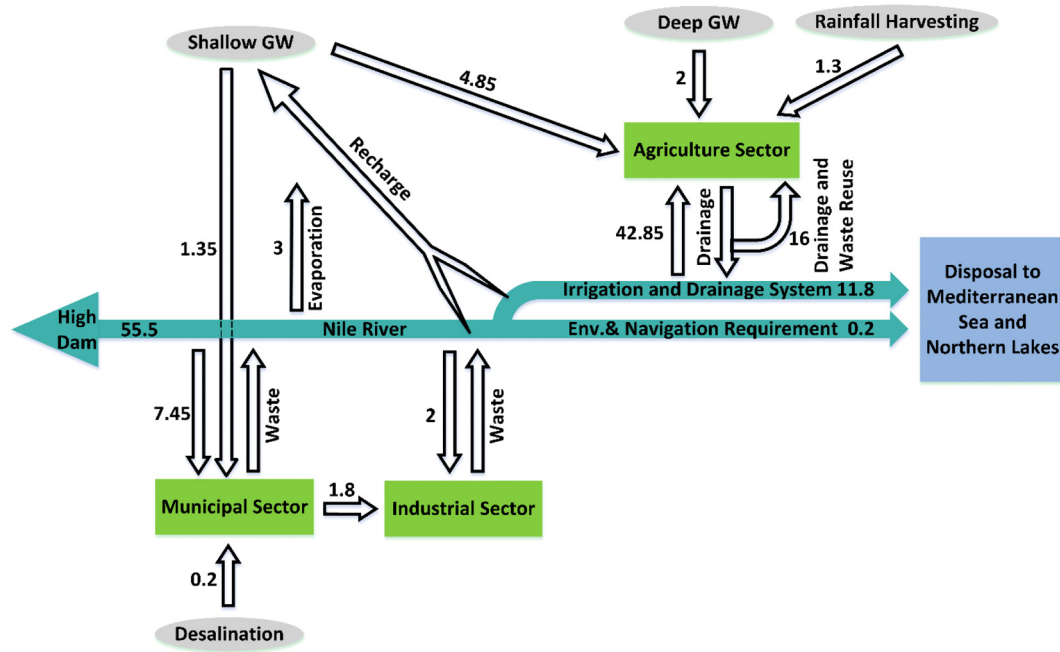 Shallow GW
Deep GW
Rainfall Harvesting
4.85
2
1.3
Agriculture Sector
Recharge
1.35
3
Evaporation
42.85
Drainage
16
Drainage and
Waste Reuse
Disposal to
Mediterranean
Sea and
Northern Lakes
Irrigation and Drainage System 11.8
High
Dam
55.5
Nile River
Env.& Navigation Requirement 0.2
7.45
Waste
2
Waste
Municipal Sector
1.8
Industrial Sector
0.2
Desalination